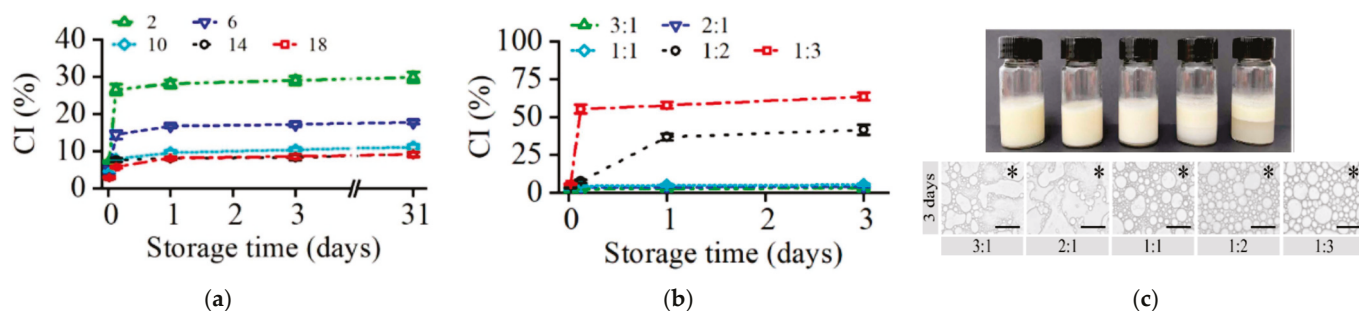 2 6
10 14 18
40
30
20
10
0
CI (%)
0 1 2 3 31
Storage time (days)
(a)
3:1 2:1
1:1 1:2 1:3
100
75
50
25
0
CI (%)
0 1 2 3
Storage time (days)
(b)
3 days
* * * * *
3:1 2:1 1:1 1:2 1:3
(c)